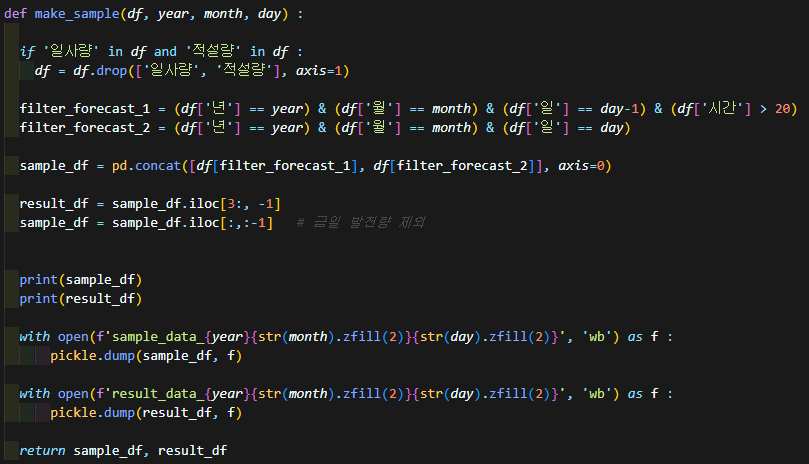 def make_sample(df, year, month, day) :
if '일사량' in df and '적설량' in df :
df = df.drop(['일사량', '적설량'], axis=1)
filter_forecast_1 = (df['년'] == year) & (df['월'] == month) & (df['일'] == day-1) & (df['시간'] > 20)
filter_forecast_2 = (df['년'] == year) & (df['월'] == month) & (df['일'] == day)
sample_df = pd.concat([df[filter_forecast_1], df[filter_forecast_2]], axis=0)
result_df = sample_df.iloc[3:, -1]
sample_df = sample_df.iloc[:,:-1]   # 금일 발전량 제외
print(sample_df)
print(result_df)
with open(f'sample_data_{year}{str(month).zfill(2)}{str(day).zfill(2)}', 'wb') as f :
pickle.dump(sample_df, f)
with open(f'result_data_{year}{str(month).zfill(2)}{str(day).zfill(2)}', 'wb') as f :
pickle.dump(result_df, f)
return sample_df, result_df